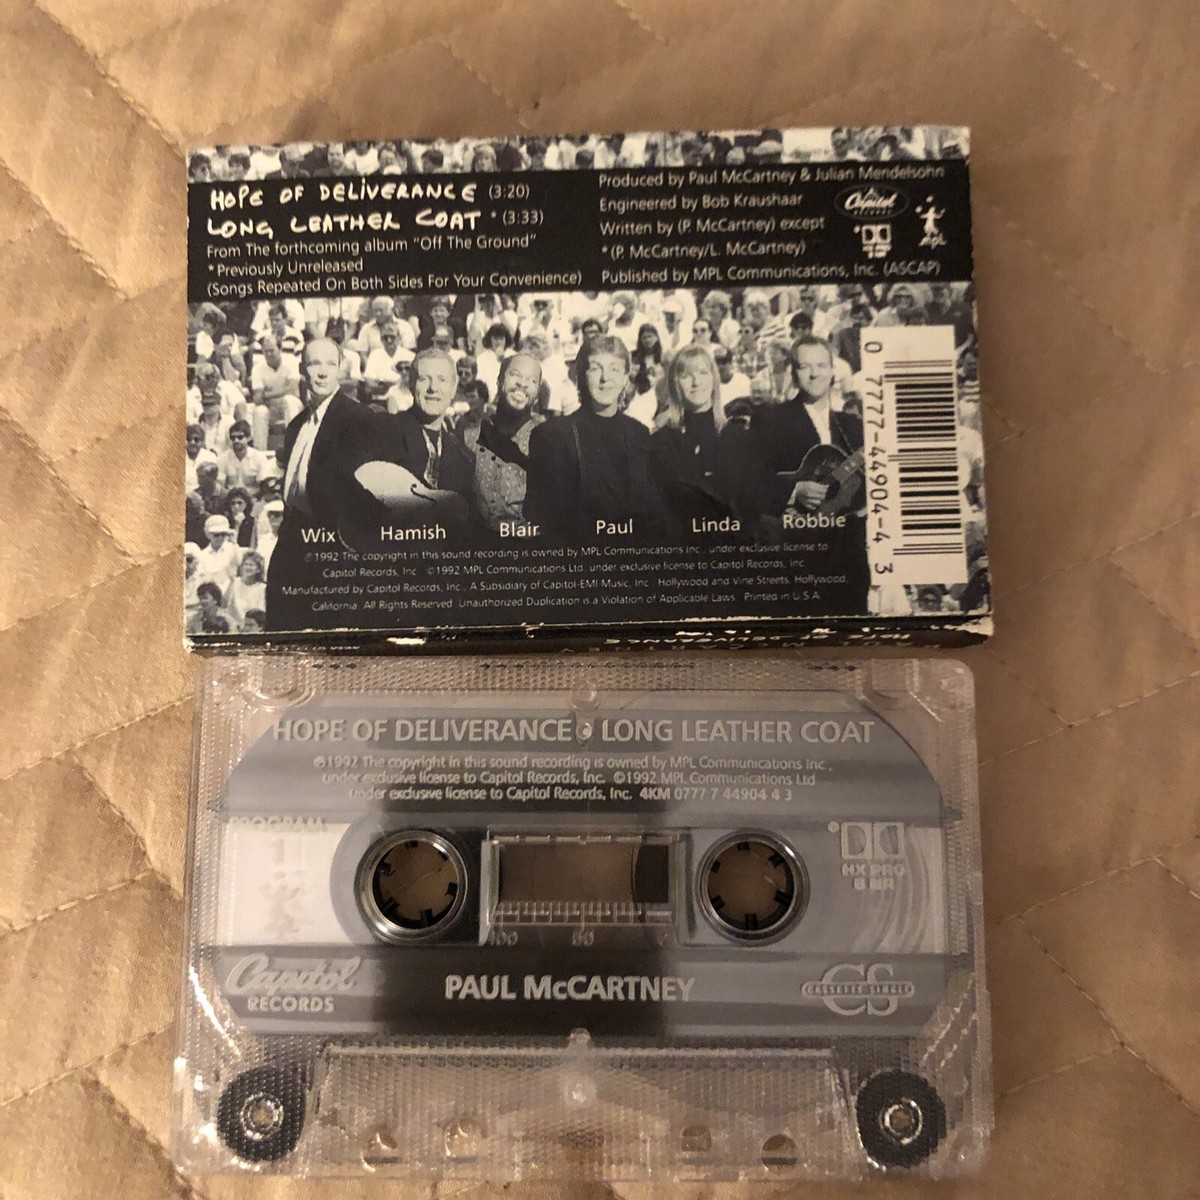 HOPE OF DELIVERANCE (3:20)
LONG LEATHER COAT * (3:33)
From The forthcoming album "Off The Ground"
*Previously Unreleased
(Songs Repeated On Both Sides For Your Convenience)
Produced by Paul McCartney & Julian Mendelsohn
Engineered by Bob Kraushaar
Written by (P. McCartney) except
*(P. McCartney/L. McCartney)
Published by MPL Communications, Inc. (ASCAP)
Capitol
RECORDS
MPL
0 7777-44904-4 3
Wix Hamish Blair Paul Linda Robbie
℗1992 The copyright in this sound recording is owned by MPL Communications Inc., under exclusive license to
Capitol Records, Inc. ©1992 MPL Communications Ltd. under exclusive license to Capitol Records, Inc.
Manufactured by Capitol Records, Inc., A Subsidiary of Capitol-EMI Music, Inc., Hollywood and Vine Streets, Hollywood,
California. All Rights Reserved. Unauthorized Duplication is a Violation of Applicable Laws. Printed in U.S.A.
PAUL McCARTNEY
HOPE OF DELIVERANCE
HOPE OF DELIVERANCE • LONG LEATHER COAT
℗1992 The copyright in this sound recording is owned by MPL Communications Inc.,
under exclusive license to Capitol Records, Inc. ©1992 MPL Communications Ltd
under exclusive license to Capitol Records, Inc. 4KM 0777 7 44904 4 3
PROGRAM
1
HX PRO
B NR
100 50
Capitol
RECORDS
PAUL McCARTNEY
CS
CASSETTE SINGLE